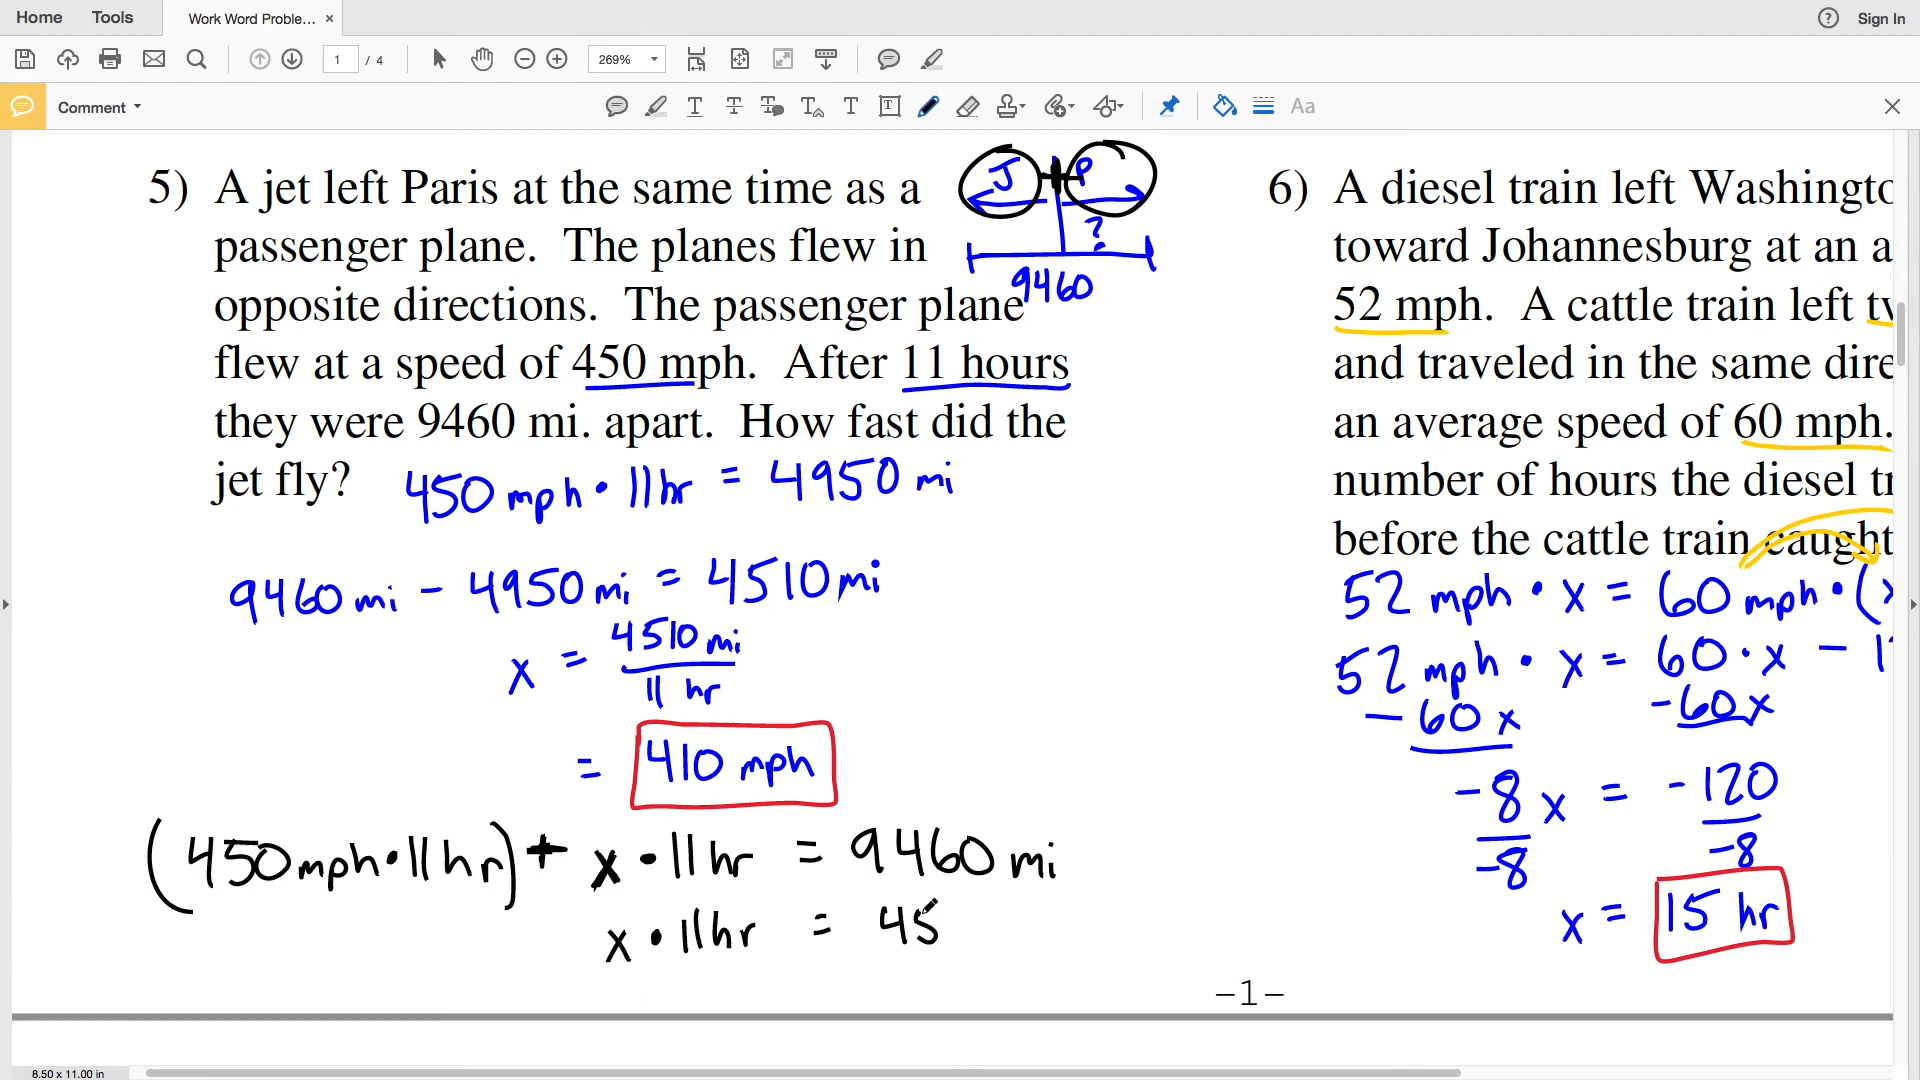 Home Tools Work Word Proble... × Sign In
1 / 4 269%
Comment Aa
5) A jet left Paris at the same time as a
passenger plane. The planes flew in
opposite directions. The passenger plane
flew at a speed of 450 mph. After 11 hours
they were 9460 mi. apart. How fast did the
jet fly?
J + P
?
9460
450 mph • 11 hr = 4950 mi
9460 mi - 4950 mi = 4510 mi
x = 4510 mi
11 hr
= 410 mph
(450 mph • 11 hr) + x • 11 hr = 9460 mi
x • 11 hr = 45
6) A diesel train left Washingto
toward Johannesburg at an a
52 mph. A cattle train left tw
and traveled in the same dire
an average speed of 60 mph.
number of hours the diesel tr
before the cattle train caught
52 mph • x = 60 mph • (x
52 mph • x = 60 • x - 1
- 60 x - 60 x
-8 x = -120
-8 -8
x = 15 hr
-1-
8.50 x 11.00 in